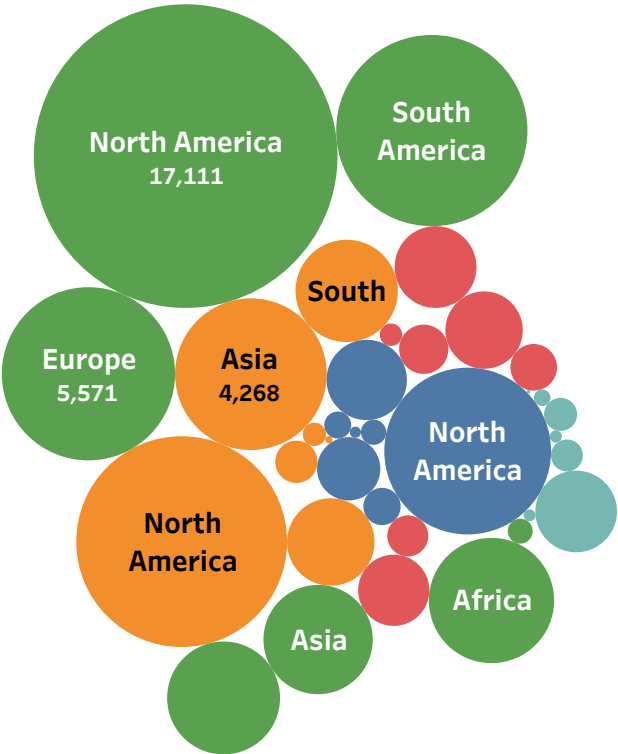 North America
17,111
South
America
South
Europe
5,571
Asia
4,268
North
America
North
America
Asia
Africa